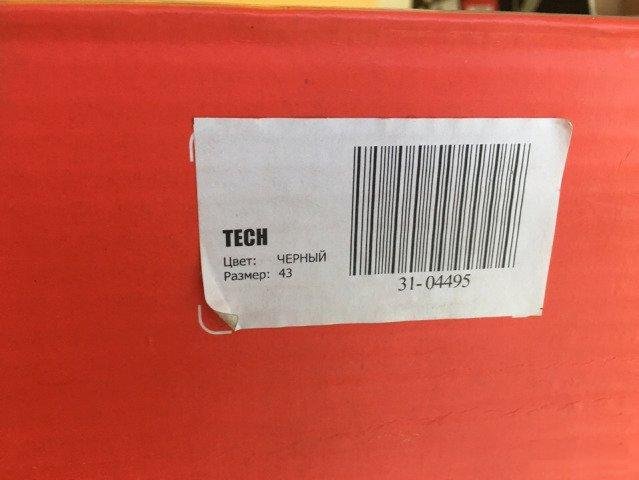 TECH
Цвет: ЧЕРНЫЙ
Размер: 43
31-04495